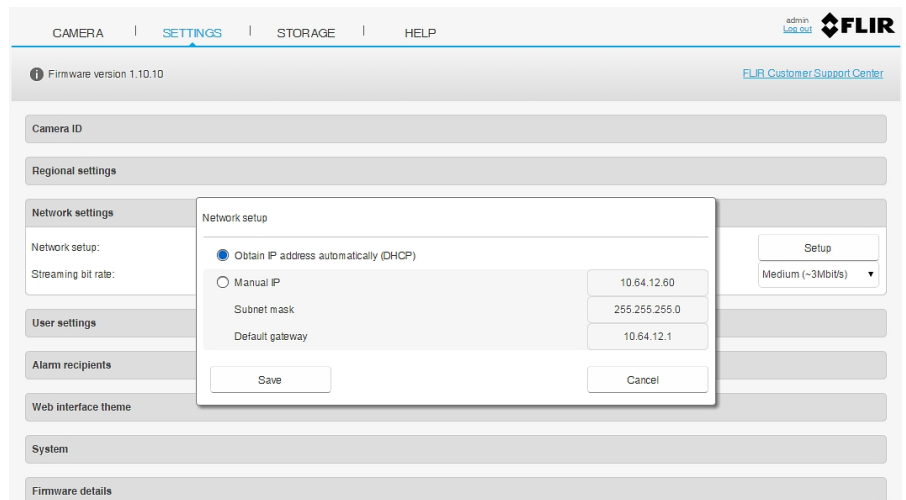 CAMERA | SETTINGS | STORAGE | HELP
admin
Log out
FLIR
Firmware version 1.10.10
FLIR Customer Support Center
Camera ID
Regional settings
Network settings
Network setup:
Setup
Streaming bit rate:
Medium (~3Mbit/s)
Network setup
Obtain IP address automatically (DHCP)
Manual IP 10.64.12.60
Subnet mask 255.255.255.0
Default gateway 10.64.12.1
Save Cancel
User settings
Alarm recipients
Web interface theme
System
Firmware details